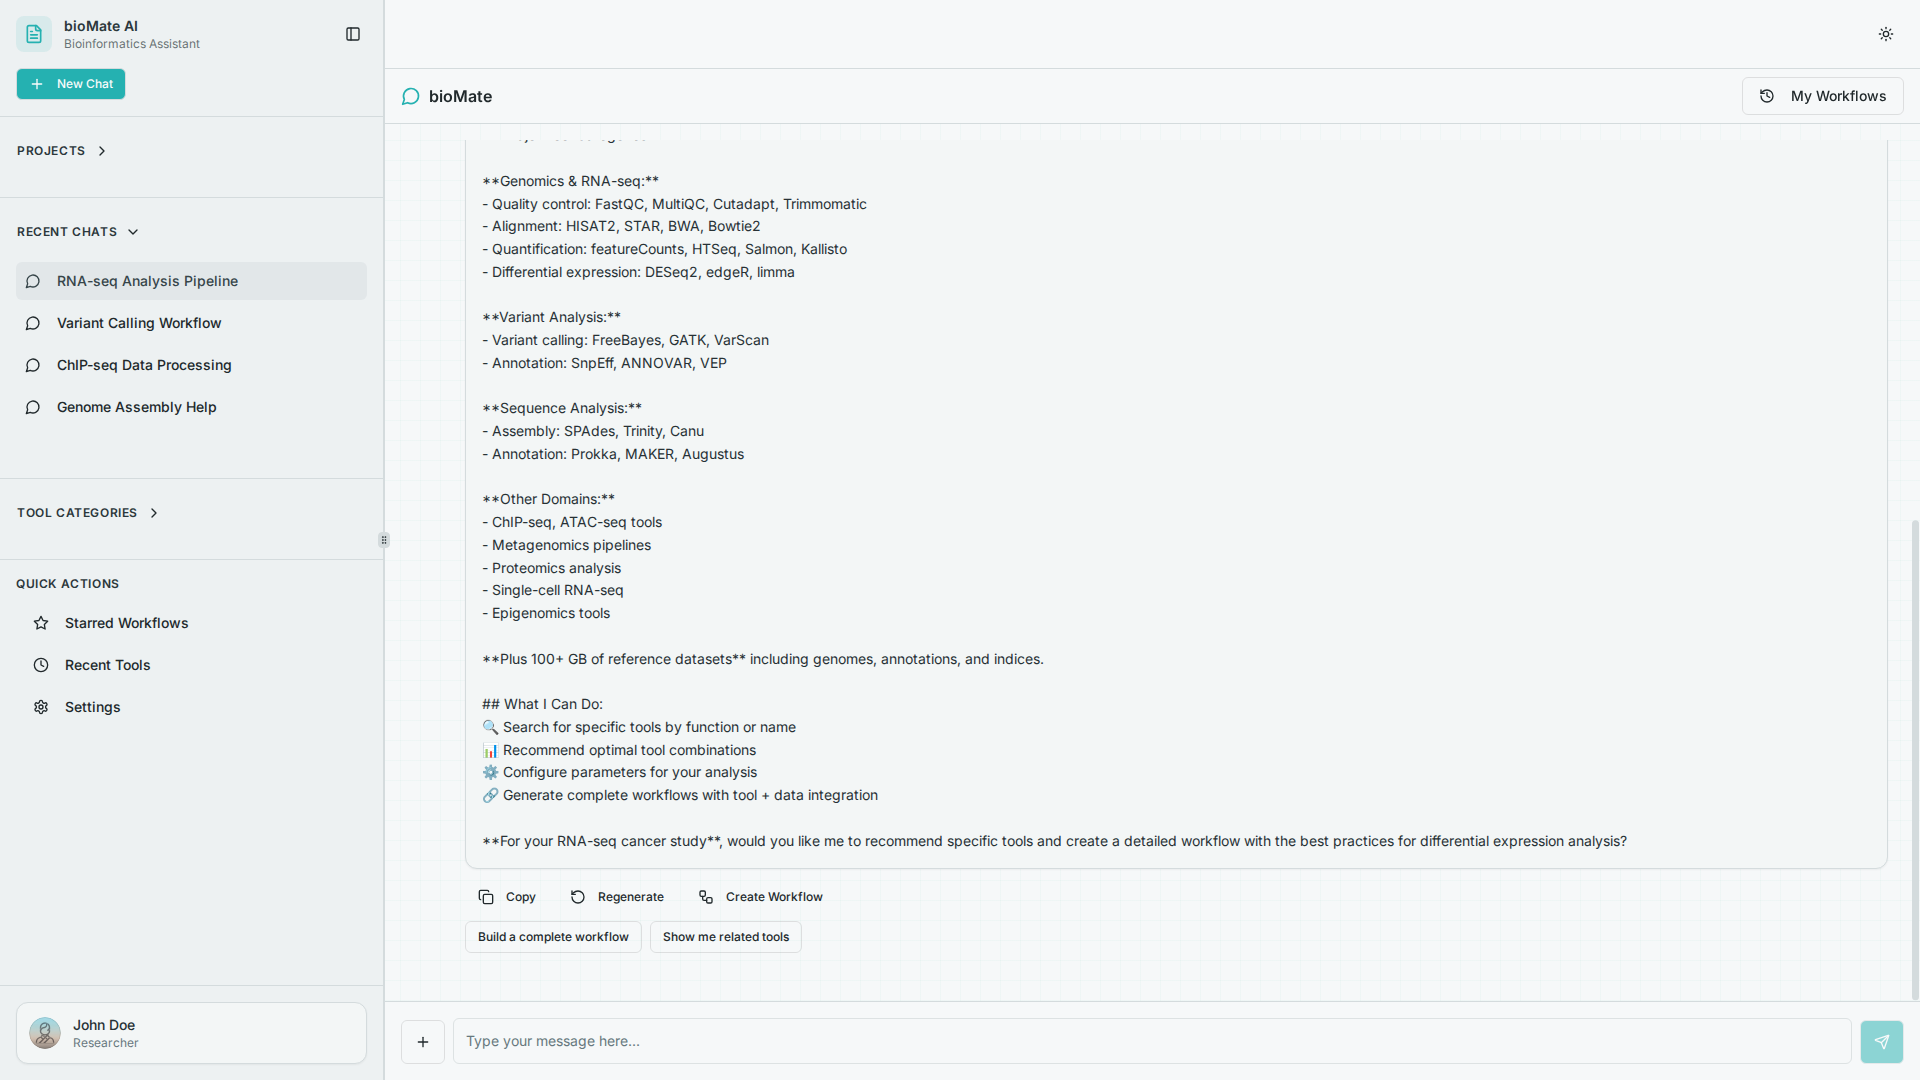 bioMate AI
Bioinformatics Assistant
New Chat
PROJECTS
RECENT CHATS
RNA-seq Analysis Pipeline
Variant Calling Workflow
ChIP-seq Data Processing
Genome Assembly Help
TOOL CATEGORIES
QUICK ACTIONS
Starred Workflows
Recent Tools
Settings
John Doe
Researcher
bioMate
My Workflows
**Genomics & RNA-seq:**
- Quality control: FastQC, MultiQC, Cutadapt, Trimmomatic
- Alignment: HISAT2, STAR, BWA, Bowtie2
- Quantification: featureCounts, HTSeq, Salmon, Kallisto
- Differential expression: DESeq2, edgeR, limma
**Variant Analysis:**
- Variant calling: FreeBayes, GATK, VarScan
- Annotation: SnpEff, ANNOVAR, VEP
**Sequence Analysis:**
- Assembly: SPAdes, Trinity, Canu
- Annotation: Prokka, MAKER, Augustus
**Other Domains:**
- ChIP-seq, ATAC-seq tools
- Metagenomics pipelines
- Proteomics analysis
- Single-cell RNA-seq
- Epigenomics tools
**Plus 100+ GB of reference datasets** including genomes, annotations, and indices.
## What I Can Do:
🔍 Search for specific tools by function or name
📊 Recommend optimal tool combinations
⚙️ Configure parameters for your analysis
🔗 Generate complete workflows with tool + data integration
**For your RNA-seq cancer study**, would you like me to recommend specific tools and create a detailed workflow with the best practices for differential expression analysis?
Copy
Regenerate
Create Workflow
Build a complete workflow
Show me related tools
Type your message here...